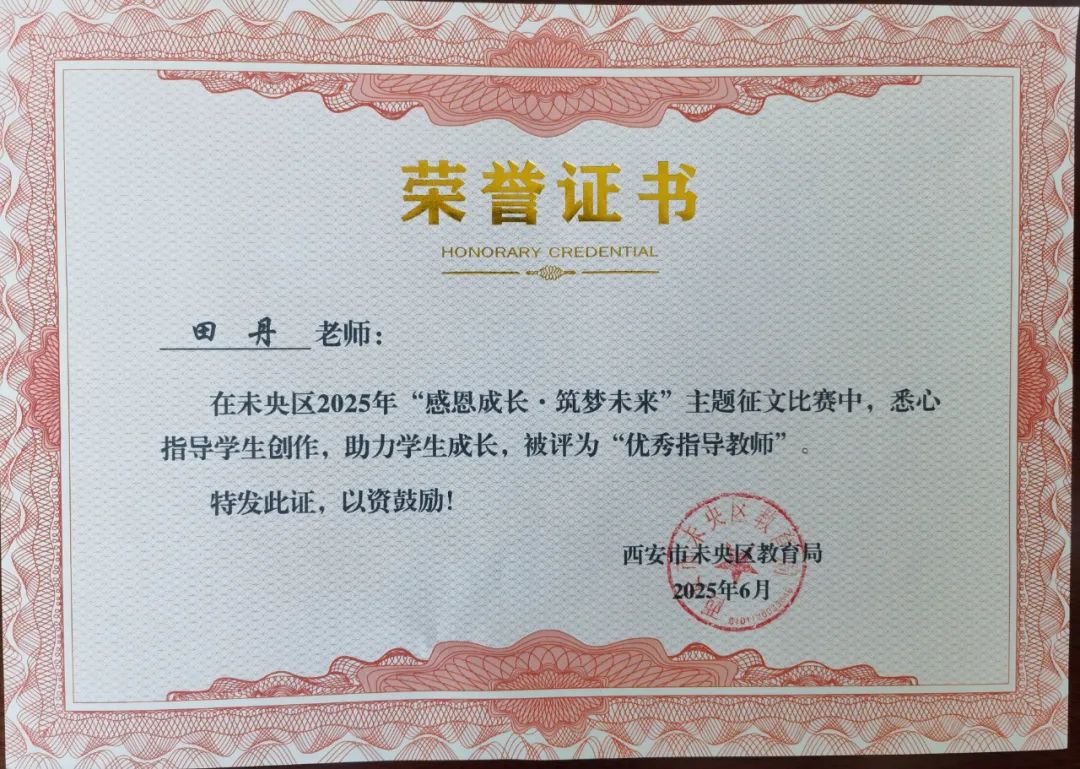 荣誉证书
HONORARY CREDENTIAL
田 丹 老师：
在未央区2025年“感恩成长·筑梦未来”主题征文比赛中，悉心
指导学生创作，助力学生成长，被评为“优秀指导教师”。
特发此证，以资鼓励！
西安市未央区教育局
2025年6月